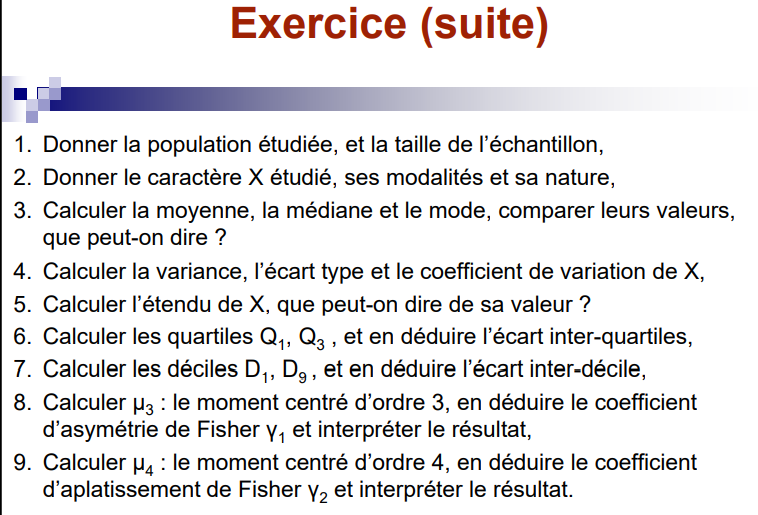 Exercice (suite)
1. Donner la population étudiée, et la taille de l’échantillon,
2. Donner le caractère X étudié, ses modalités et sa nature,
3. Calculer la moyenne, la médiane et le mode, comparer leurs valeurs,
que peut-on dire ?
4. Calculer la variance, l’écart type et le coefficient de variation de X,
5. Calculer l’étendu de X, que peut-on dire de sa valeur ?
6. Calculer les quartiles Q₁, Q₃ , et en déduire l’écart inter-quartiles,
7. Calculer les déciles D₁, D₉ , et en déduire l’écart inter-décile,
8. Calculer μ₃ : le moment centré d’ordre 3, en déduire le coefficient
d’asymétrie de Fisher γ₁ et interpréter le résultat,
9. Calculer μ₄ : le moment centré d’ordre 4, en déduire le coefficient
d’aplatissement de Fisher γ₂ et interpréter le résultat.